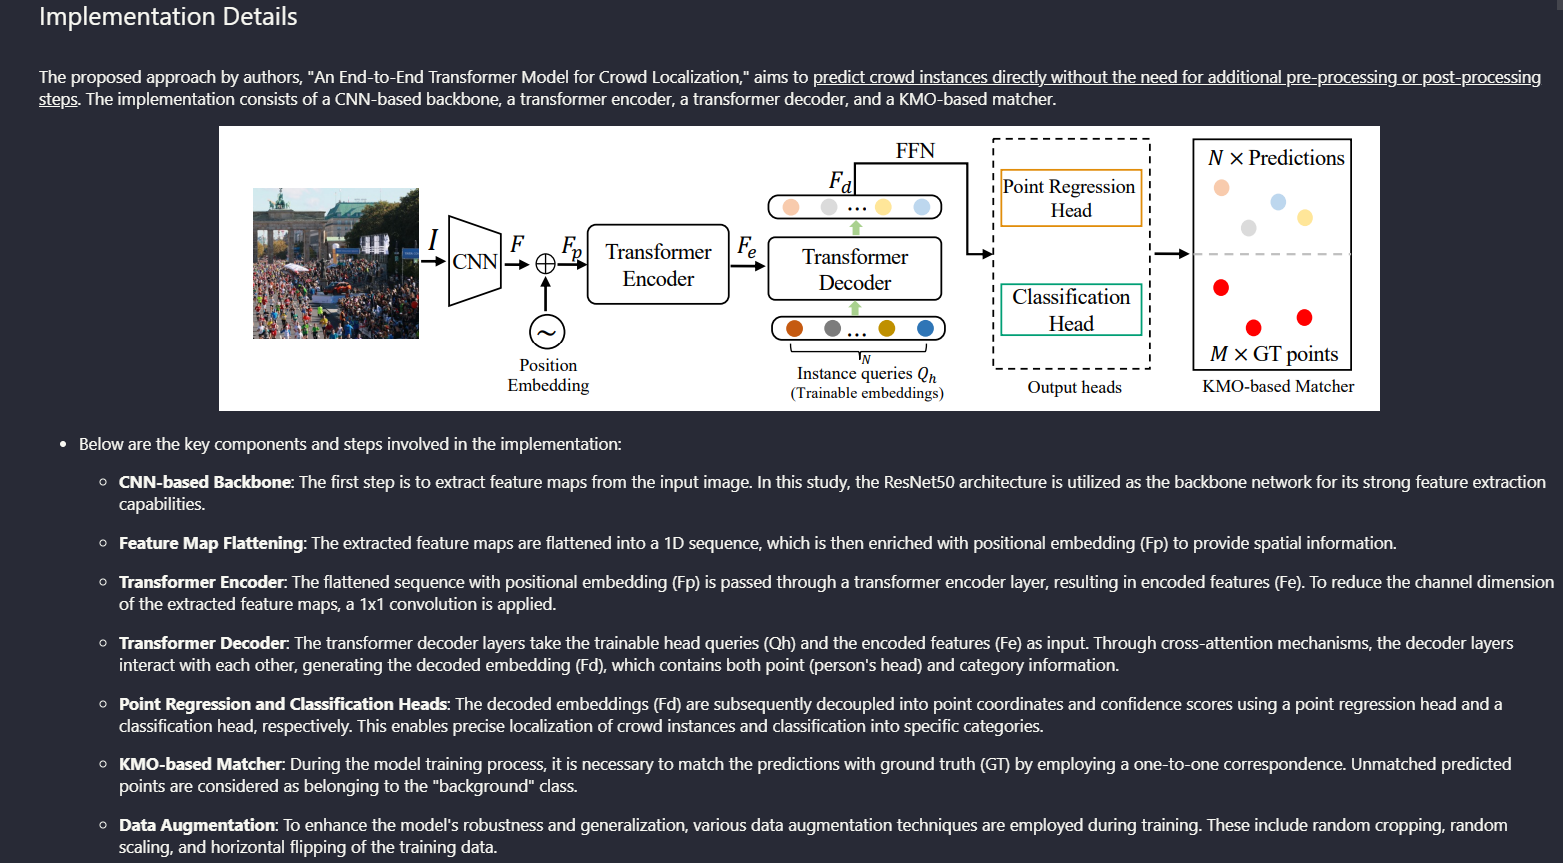 Implementation Details
The proposed approach by authors, "An End-to-End Transformer Model for Crowd Localization," aims to predict crowd instances directly without the need for additional pre-processing or post-processing
steps. The implementation consists of a CNN-based backbone, a transformer encoder, a transformer decoder, and a KMO-based matcher.
I
CNN
F
Fp
Position
Embedding
Transformer
Encoder
Fe
FFN
Fd
...
Transformer
Decoder
...
N
Instance queries Qh
(Trainable embeddings)
Point Regression
Head
Classification
Head
Output heads
N × Predictions
M × GT points
KMO-based Matcher
• Below are the key components and steps involved in the implementation:
○ CNN-based Backbone: The first step is to extract feature maps from the input image. In this study, the ResNet50 architecture is utilized as the backbone network for its strong feature extraction
capabilities.
○ Feature Map Flattening: The extracted feature maps are flattened into a 1D sequence, which is then enriched with positional embedding (Fp) to provide spatial information.
○ Transformer Encoder: The flattened sequence with positional embedding (Fp) is passed through a transformer encoder layer, resulting in encoded features (Fe). To reduce the channel dimension
of the extracted feature maps, a 1x1 convolution is applied.
○ Transformer Decoder: The transformer decoder layers take the trainable head queries (Qh) and the encoded features (Fe) as input. Through cross-attention mechanisms, the decoder layers
interact with each other, generating the decoded embedding (Fd), which contains both point (person's head) and category information.
○ Point Regression and Classification Heads: The decoded embeddings (Fd) are subsequently decoupled into point coordinates and confidence scores using a point regression head and a
classification head, respectively. This enables precise localization of crowd instances and classification into specific categories.
○ KMO-based Matcher: During the model training process, it is necessary to match the predictions with ground truth (GT) by employing a one-to-one correspondence. Unmatched predicted
points are considered as belonging to the "background" class.
○ Data Augmentation: To enhance the model's robustness and generalization, various data augmentation techniques are employed during training. These include random cropping, random
scaling, and horizontal flipping of the training data.